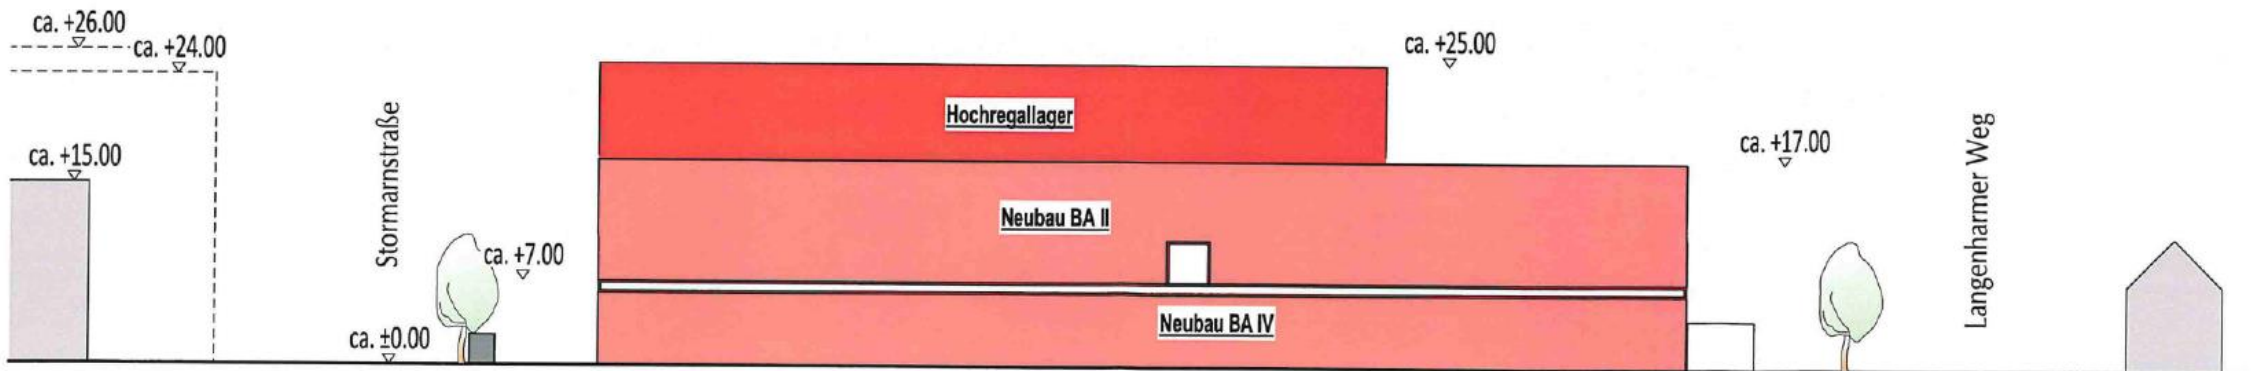 ca. +26.00
ca. +24.00
ca. +15.00
Stormarnstraße
ca. +7.00
ca. ±0.00
Hochregallager
Neubau BA II
Neubau BA IV
ca. +25.00
ca. +17.00
Langenharmer Weg